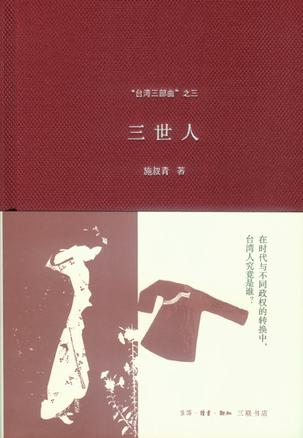 “台湾三部曲”之三
三世人
施叔青 著
在时代与不同政权的转换中，
台湾人究竟是谁？
生活·读书·新知 三联书店